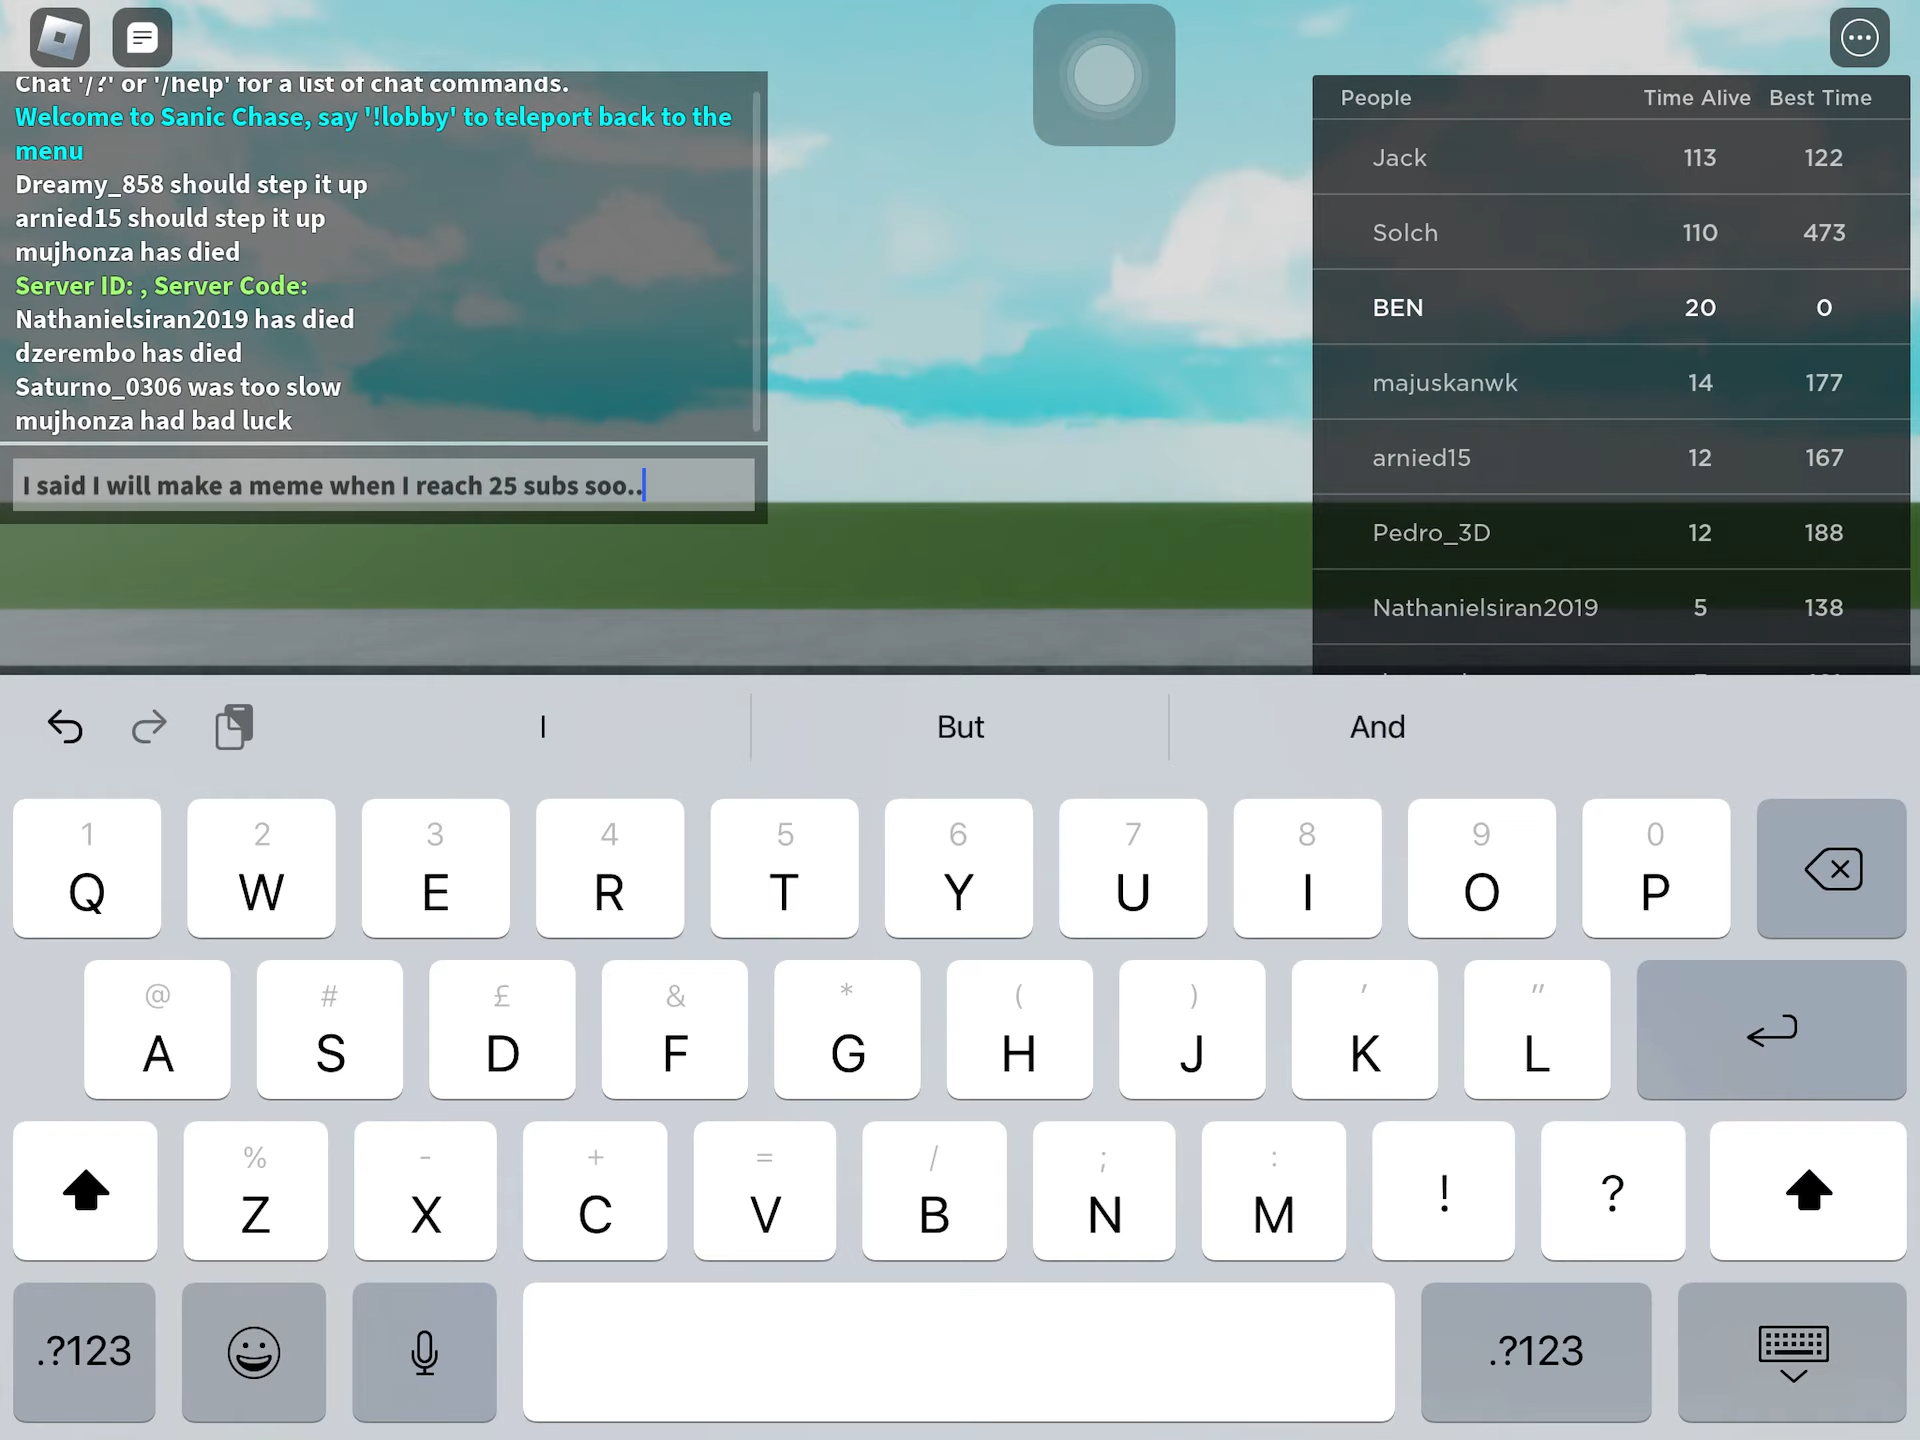 Chat '/?' or '/help' for a list of chat commands.
Welcome to Sanic Chase, say '!lobby' to teleport back to the
menu
Dreamy_858 should step it up
arnied15 should step it up
mujhonza has died
Server ID: , Server Code:
Nathanielsiran2019 has died
dzerembo has died
Saturno_0306 was too slow
mujhonza had bad luck
I said I will make a meme when I reach 25 subs soo..
People Time Alive Best Time
Jack 113 122
Solch 110 473
BEN 20 0
majuskanwk 14 177
arnied15 12 167
Pedro_3D 12 188
Nathanielsiran2019 5 138
I But And
1 2 3 4 5 6 7 8 9 0
Q W E R T Y U I O P
@ # £ & * ( ) ' "
A S D F G H J K L
% - + = / ; :
Z X C V B N M ! ?
.?123 .?123